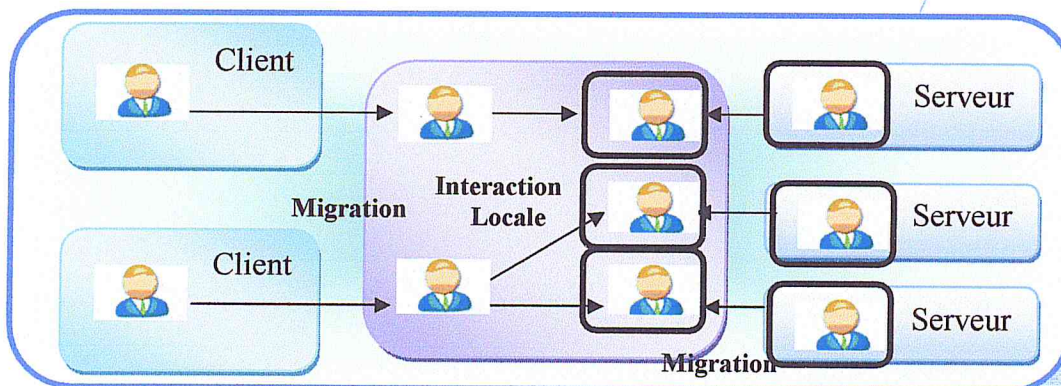 Client
Serveur
Interaction
Locale
Migration
Serveur
Client
Serveur
Migration